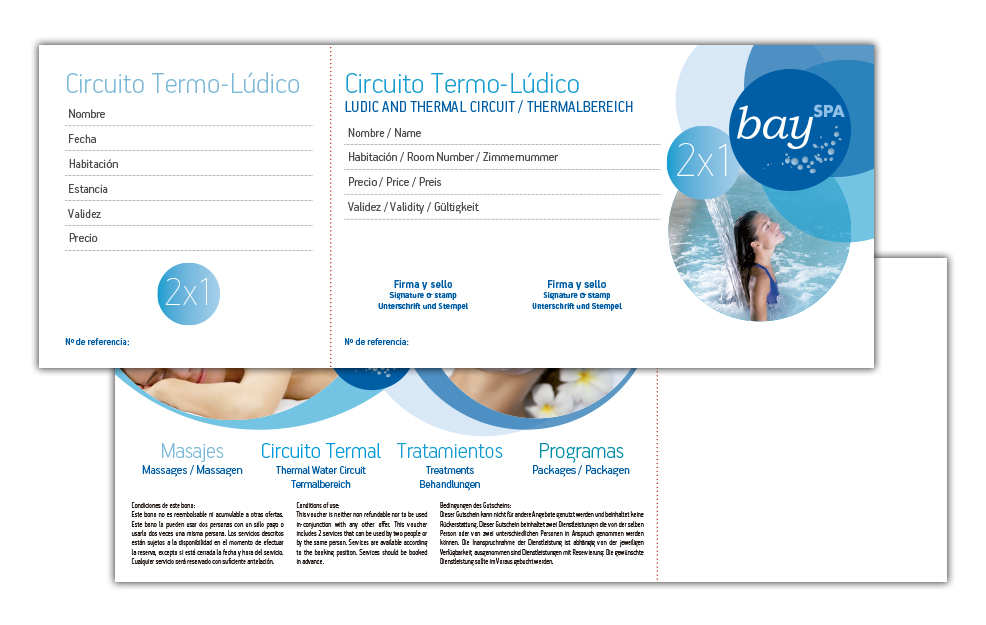 Circuito Termo-Lúdico
Nombre
Fecha
Habitación
Estancia
Validez
Precio
2x1
Nº de referencia:
Circuito Termo-Lúdico
LUDIC AND THERMAL CIRCUIT / THERMALBEREICH
Nombre / Name
Habitación / Room Number / Zimmernummer
Precio / Price / Preis
Validez / Validity / Gültigkeit
Firma y sello
Signature & stamp
Unterschrift und Stempel
Firma y sello
Signature & stamp
Unterschrift und Stempel
Nº de referencia:
bay SPA
2x1
Masajes
Massages / Massagen
Circuito Termal
Thermal Water Circuit
Termalbereich
Tratamientos
Treatments
Behandlungen
Programas
Packages / Packagen
Condiciones de este bono:
Este bono no es reembolsable ni acumulable a otras ofertas.
Este bono lo pueden usar dos personas con un sólo pago o
usarlo dos veces una misma persona. Los servicios descritos
están sujetos a la disponibilidad en el momento de efectuar
la reserva, excepto si está cerrada la fecha y hora del servicio.
Cualquier servicio será reservado con suficiente antelación.
Conditions of use:
This voucher is neither non refundable nor to be used
in-conjunction with any other offer. This voucher
includes 2 services that can be used by two people or
by the same person. Services are available according
to the booking position. Services should be booked
in advance.
Bedingungen des Gutscheins:
Dieser Gutschein kann nicht für andere Angebote genutzt werden und beinhaltet keine
Rückerstattung. Dieser Gutschein beinhaltet zwei Dienstleistungen die von der selben
Person oder von zwei unterschiedlichen Personen in Anspruch genommen werden
können. Die Inanspruchnahme der Dienstleistung ist abhängig von der jeweiligen
Verfügbarkeit, ausgenommen sind Dienstleistungen mit Reservierung. Die gewünschte
Dienstleistung sollte im Voraus gebucht werden.